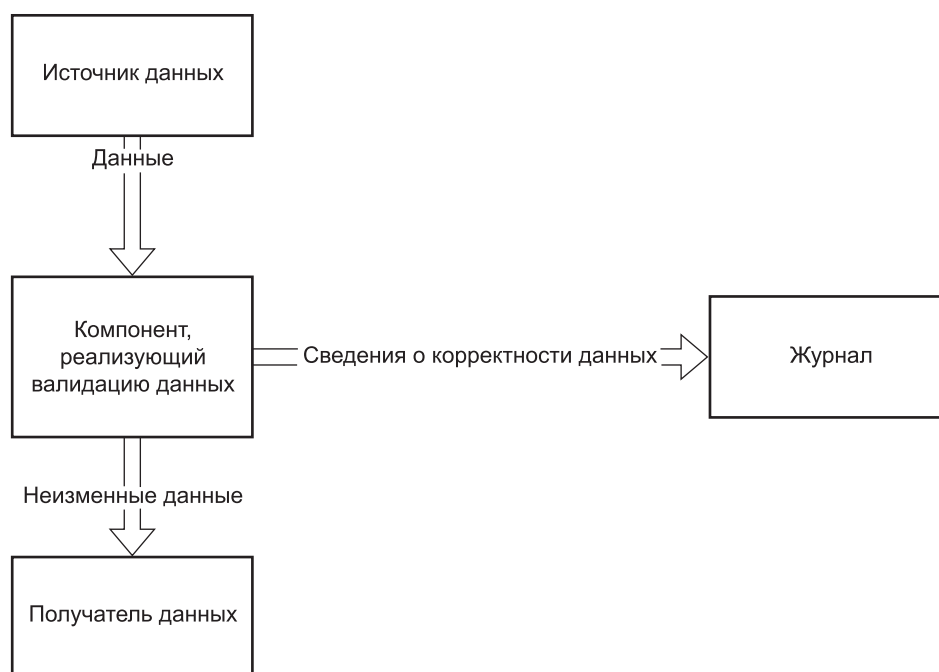 Источник данных
Данные
Компонент,
реализующий
валидацию данных
Сведения о корректности данных
Журнал
Неизменные данные
Получатель данных